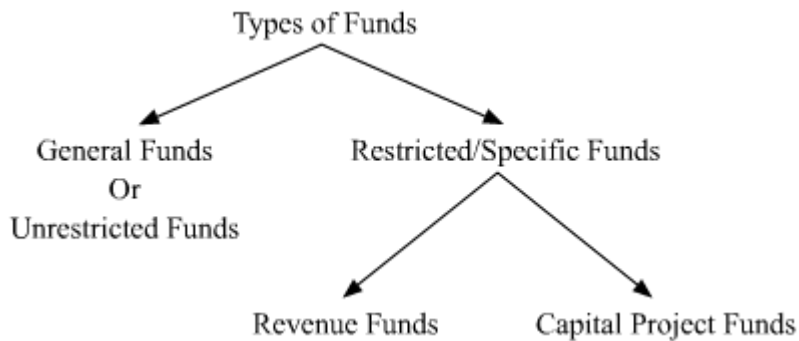 Types of Funds
General Funds
Or
Unrestricted Funds
Restricted/Specific Funds
Revenue Funds
Capital Project Funds